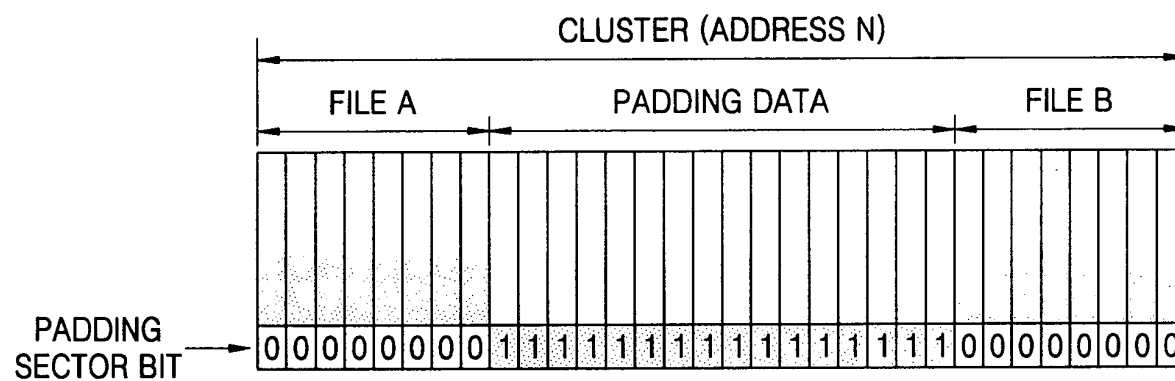 CLUSTER (ADDRESS N)
FILE A PADDING DATA FILE B
PADDING
SECTOR BIT
0 0 0 0 0 0 0 0 1 1 1 1 1 1 1 1 1 1 1 1 1 1 1 1 0 0 0 0 0 0 0 0